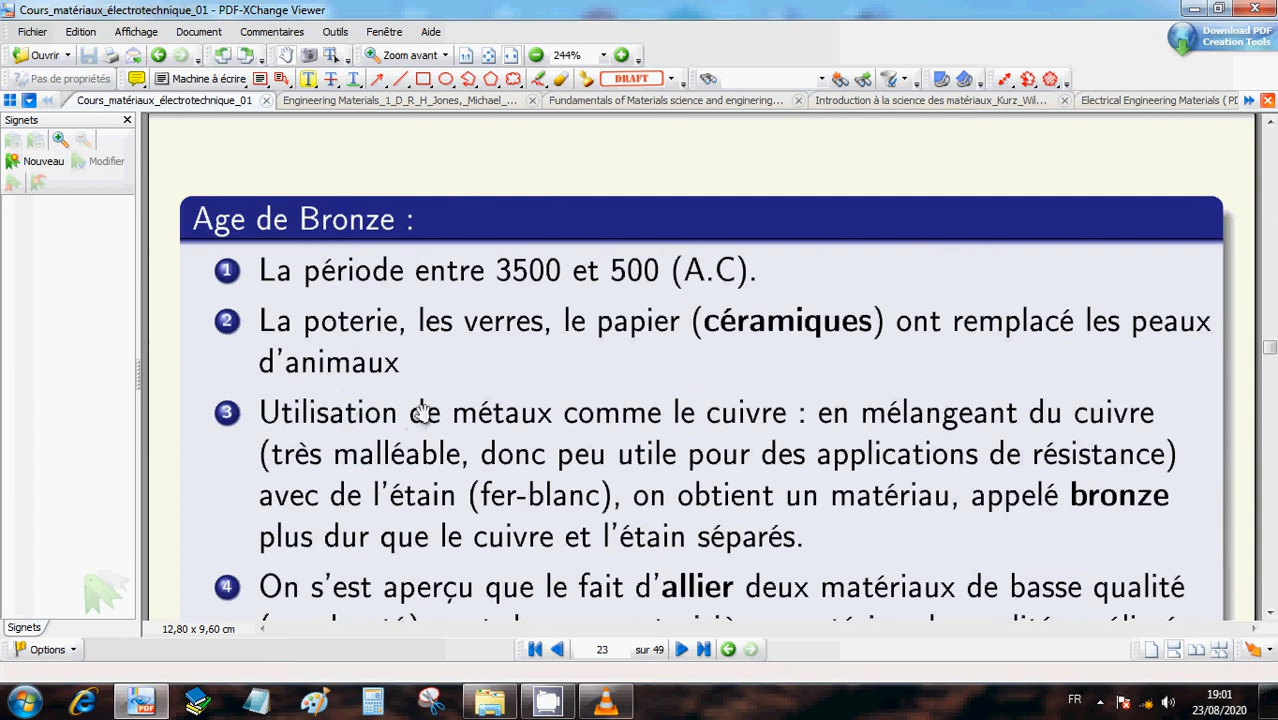 Cours_matériaux_électrotechnique_01 - PDF-XChange Viewer
Fichier Edition Affichage Document Commentaires Outils Fenêtre Aide
Download PDF
Creation Tools
Ouvrir Zoom avant 244%
Pas de propriétés Machine à écrire DRAFT
Cours_matériaux_électrotechnique_01 Engineering Materials_1_D_R_H_Jones,_Michael_... Fundamentals of Materials science and enginering... Introduction à la science des matériaux_Kurz_Wil... Electrical Engineering Materials ( PD
Signets
Nouveau Modifier
Age de Bronze :
1 La période entre 3500 et 500 (A.C).
2 La poterie, les verres, le papier (céramiques) ont remplacé les peaux
d'animaux
3 Utilisation de métaux comme le cuivre : en mélangeant du cuivre
(très malléable, donc peu utile pour des applications de résistance)
avec de l'étain (fer-blanc), on obtient un matériau, appelé bronze
plus dur que le cuivre et l'étain séparés.
4 On s'est aperçu que le fait d'allier deux matériaux de basse qualité
Signets
12,80 x 9,60 cm
Options 23 sur 49
FR 19:01
23/08/2020